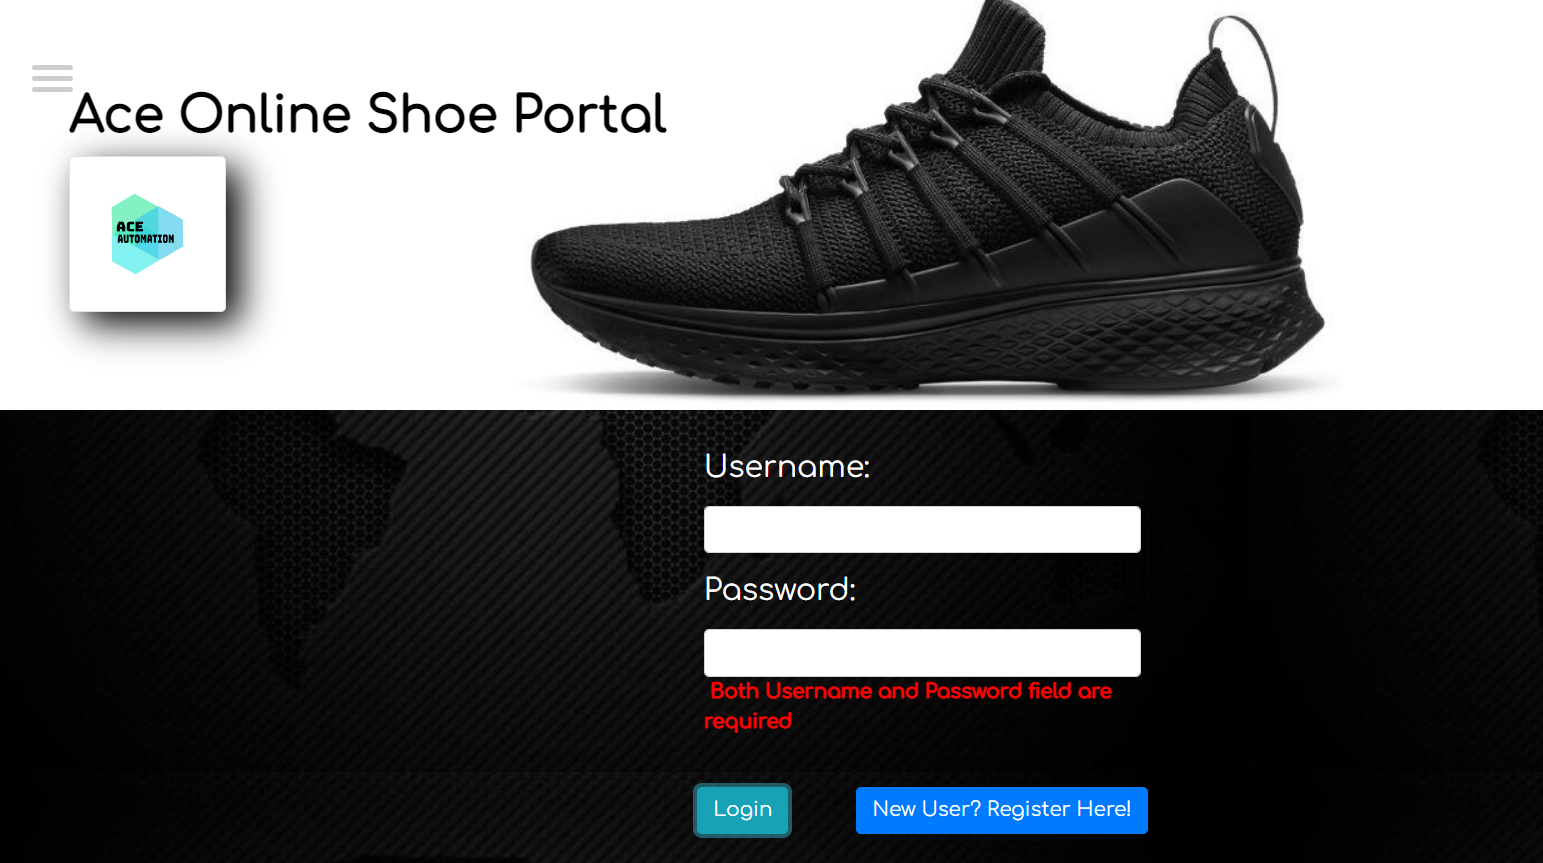 Ace Online Shoe Portal
ACE
AUTOMATION
Username:
Password:
Both Username and Password field are
required
Login
New User? Register Here!